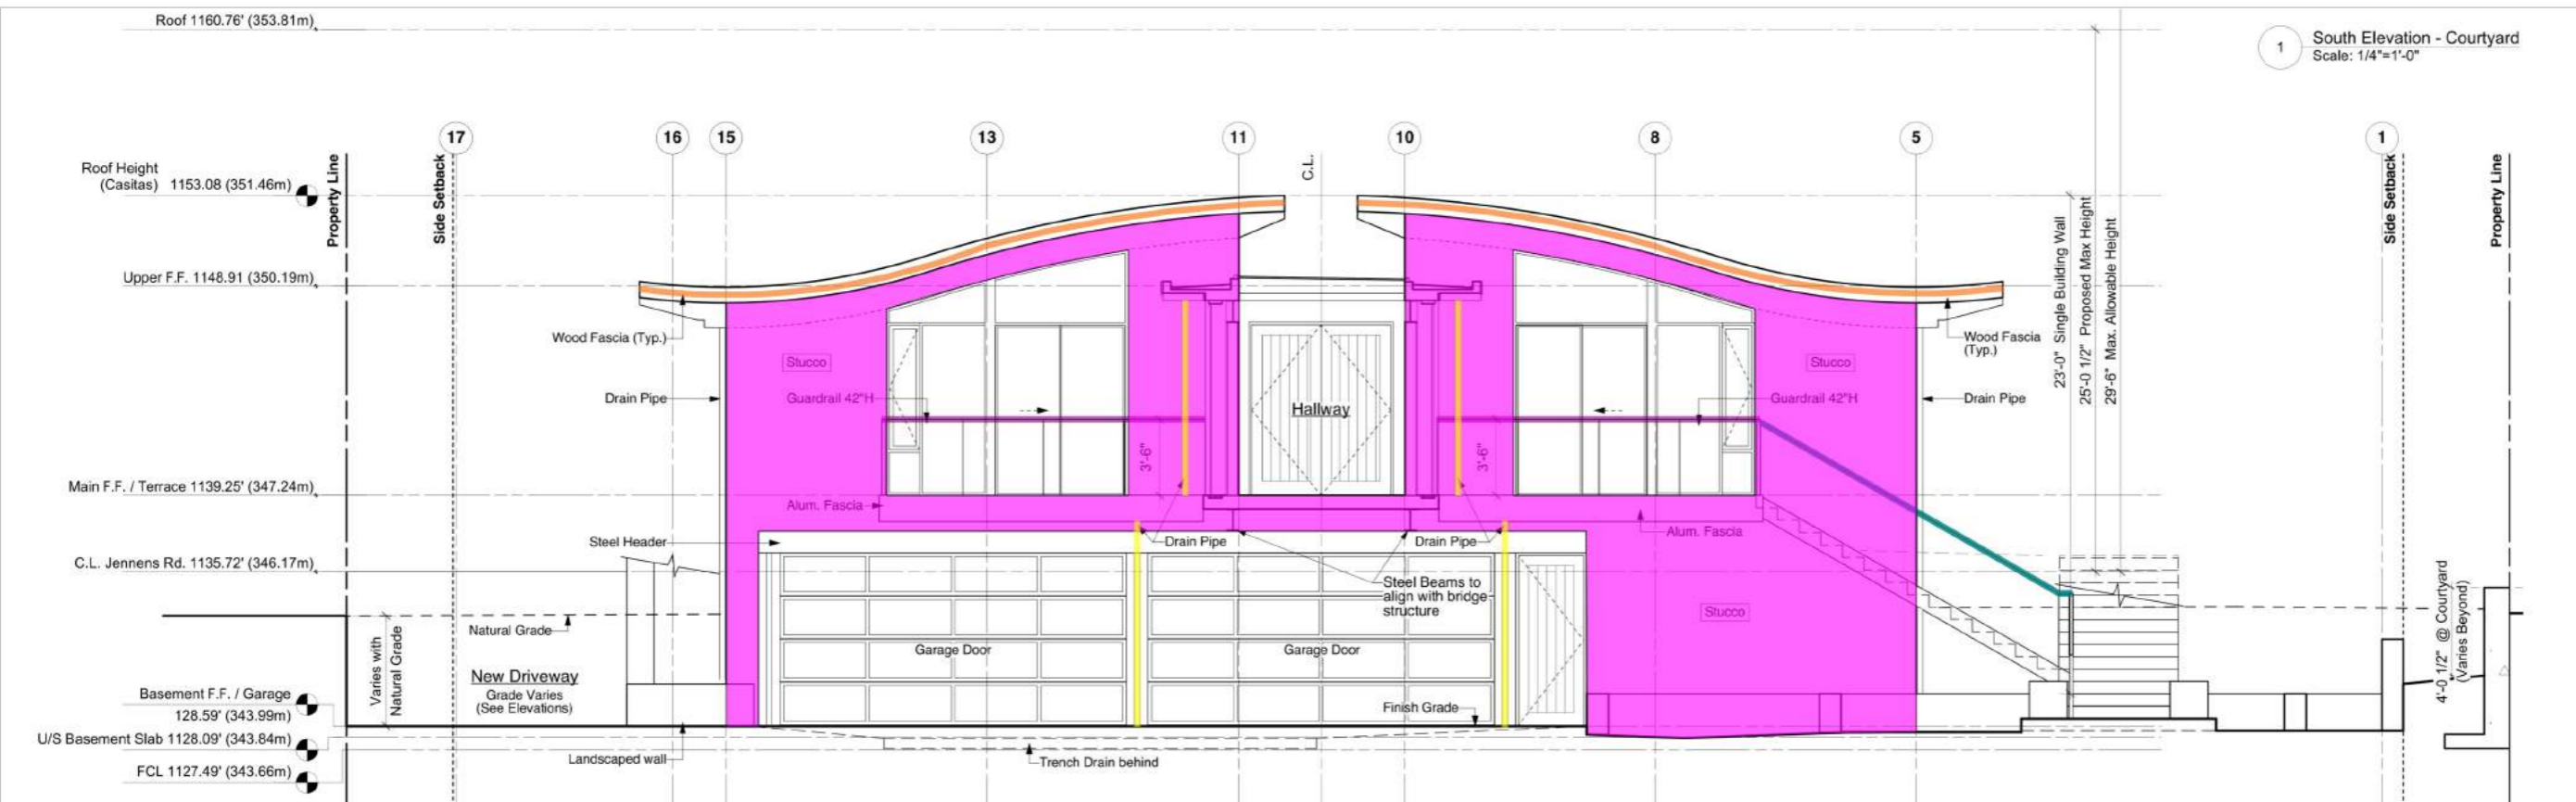 Roof 1160.76' (353.81m)
1
South Elevation - Courtyard
Scale: 1/4"=1'-0"
17
16
15
13
11
C.L.
10
8
5
1
Property Line
Side Setback
Side Setback
Property Line
Roof Height
(Casitas) 1153.08 (351.46m)
Upper F.F. 1148.91 (350.19m)
23'-0" Single Building Wall
25'-0 1/2" Proposed Max Height
29'-6" Max. Allowable Height
Wood Fascia (Typ.)
Wood Fascia
(Typ.)
Stucco
Stucco
Drain Pipe
Guardrail 42"H
Hallway
Guardrail 42"H
Drain Pipe
3'-6"
3'-6"
Main F.F. / Terrace 1139.25' (347.24m)
Alum. Fascia
Alum. Fascia
Steel Header
Drain Pipe
Drain Pipe
C.L. Jennens Rd. 1135.72' (346.17m)
Steel Beams to
align with bridge
structure
Stucco
Natural Grade
Garage Door
Garage Door
Varies with
Natural Grade
New Driveway
Grade Varies
(See Elevations)
4'-0 1/2" @ Courtyard
(Varies Beyond)
Basement F.F. / Garage
128.59' (343.99m)
Finish Grade
U/S Basement Slab 1128.09' (343.84m)
Landscaped wall
Trench Drain behind
FCL 1127.49' (343.66m)